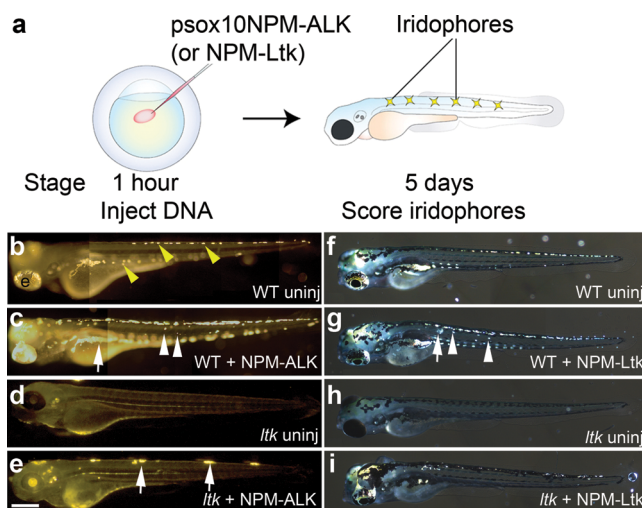 a
psox10NPM-ALK
(or NPM-Ltk)
Iridophores
Stage 1 hour 5 days
Inject DNA Score iridophores
b
e
WT uninj
f
WT uninj
c
WT + NPM-ALK
g
WT + NPM-Ltk
d
ltk uninj
h
ltk uninj
e
ltk + NPM-ALK
i
ltk + NPM-Ltk